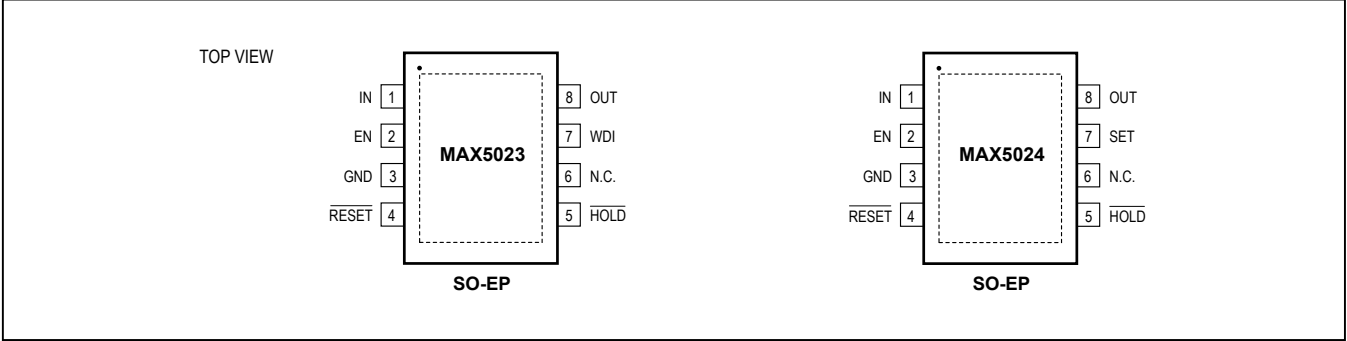 TOP VIEW
IN 1 8 OUT IN 1 8 OUT
EN 2 7 WDI EN 2 7 SET
MAX5023 MAX5024
GND 3 6 N.C. GND 3 6 N.C.
RESET 4 5 HOLD RESET 4 5 HOLD
SO-EP SO-EP